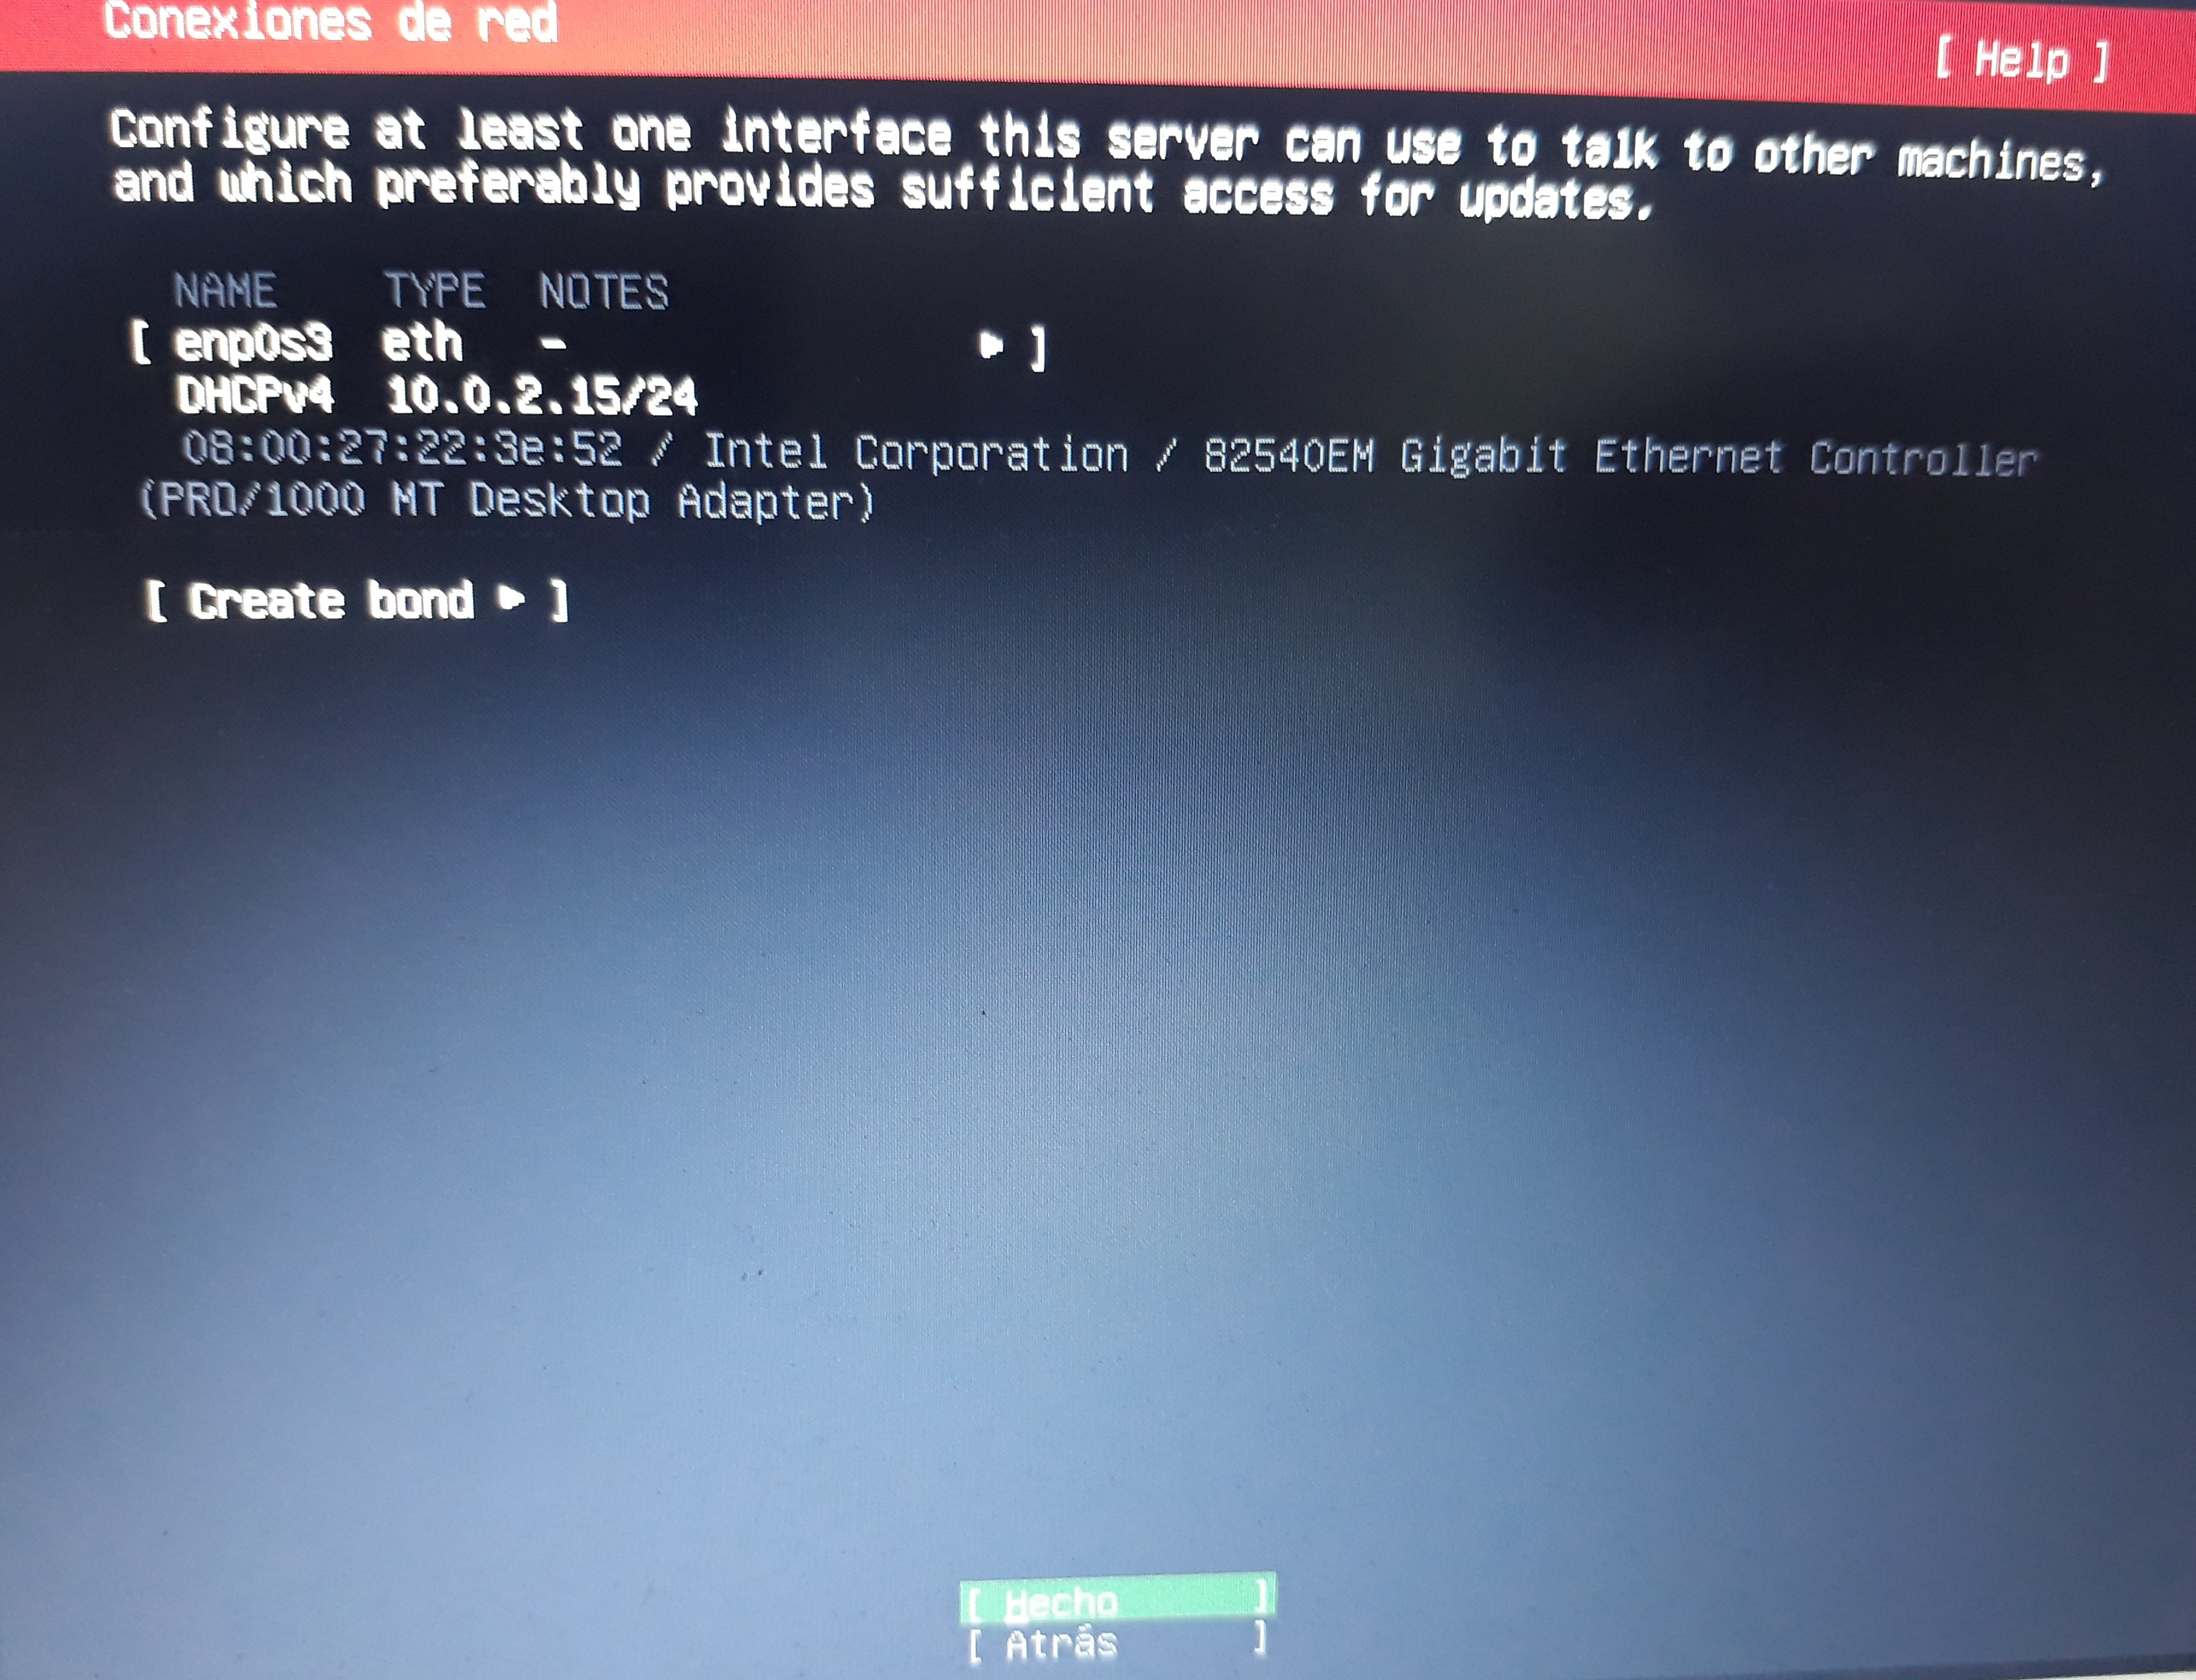 Conexiones de red
[ Help ]
Configure at least one interface this server can use to talk to other machines,
and which preferably provides sufficient access for updates.
NAME TYPE NOTES
[ enp0s3 eth - ▸ ]
DHCPv4 10.0.2.15/24
08:00:27:22:3e:52 / Intel Corporation / 82540EM Gigabit Ethernet Controller
(PRO/1000 MT Desktop Adapter)
[ Create bond ▸ ]
[ Hecho ]
[ Atrás ]